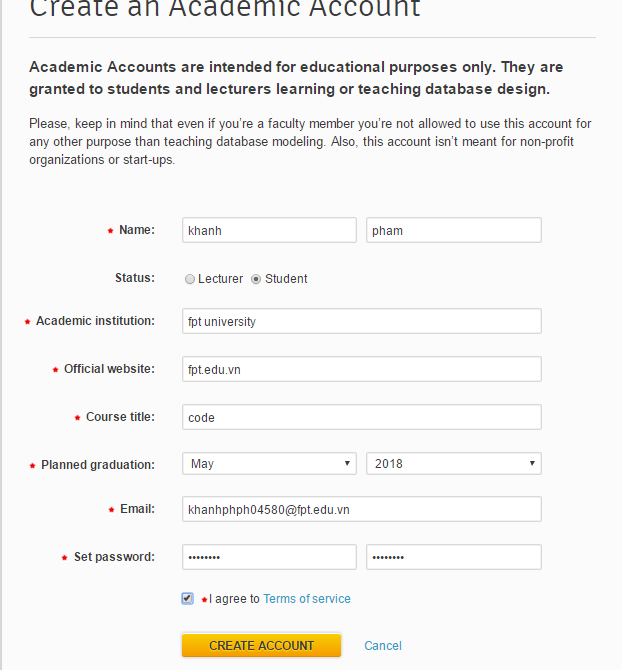 Create an Academic Account
Academic Accounts are intended for educational purposes only. They are
granted to students and lecturers learning or teaching database design.
Please, keep in mind that even if you're a faculty member you're not allowed to use this account for
any other purpose than teaching database modeling. Also, this account isn't meant for non-profit
organizations or start-ups.
* Name: khanh pham
Status: Lecturer Student
* Academic institution: fpt university
* Official website: fpt.edu.vn
* Course title: code
* Planned graduation: May 2018
* Email: khanhphph04580@fpt.edu.vn
* Set password: •••••••• ••••••••
*I agree to Terms of service
CREATE ACCOUNT Cancel